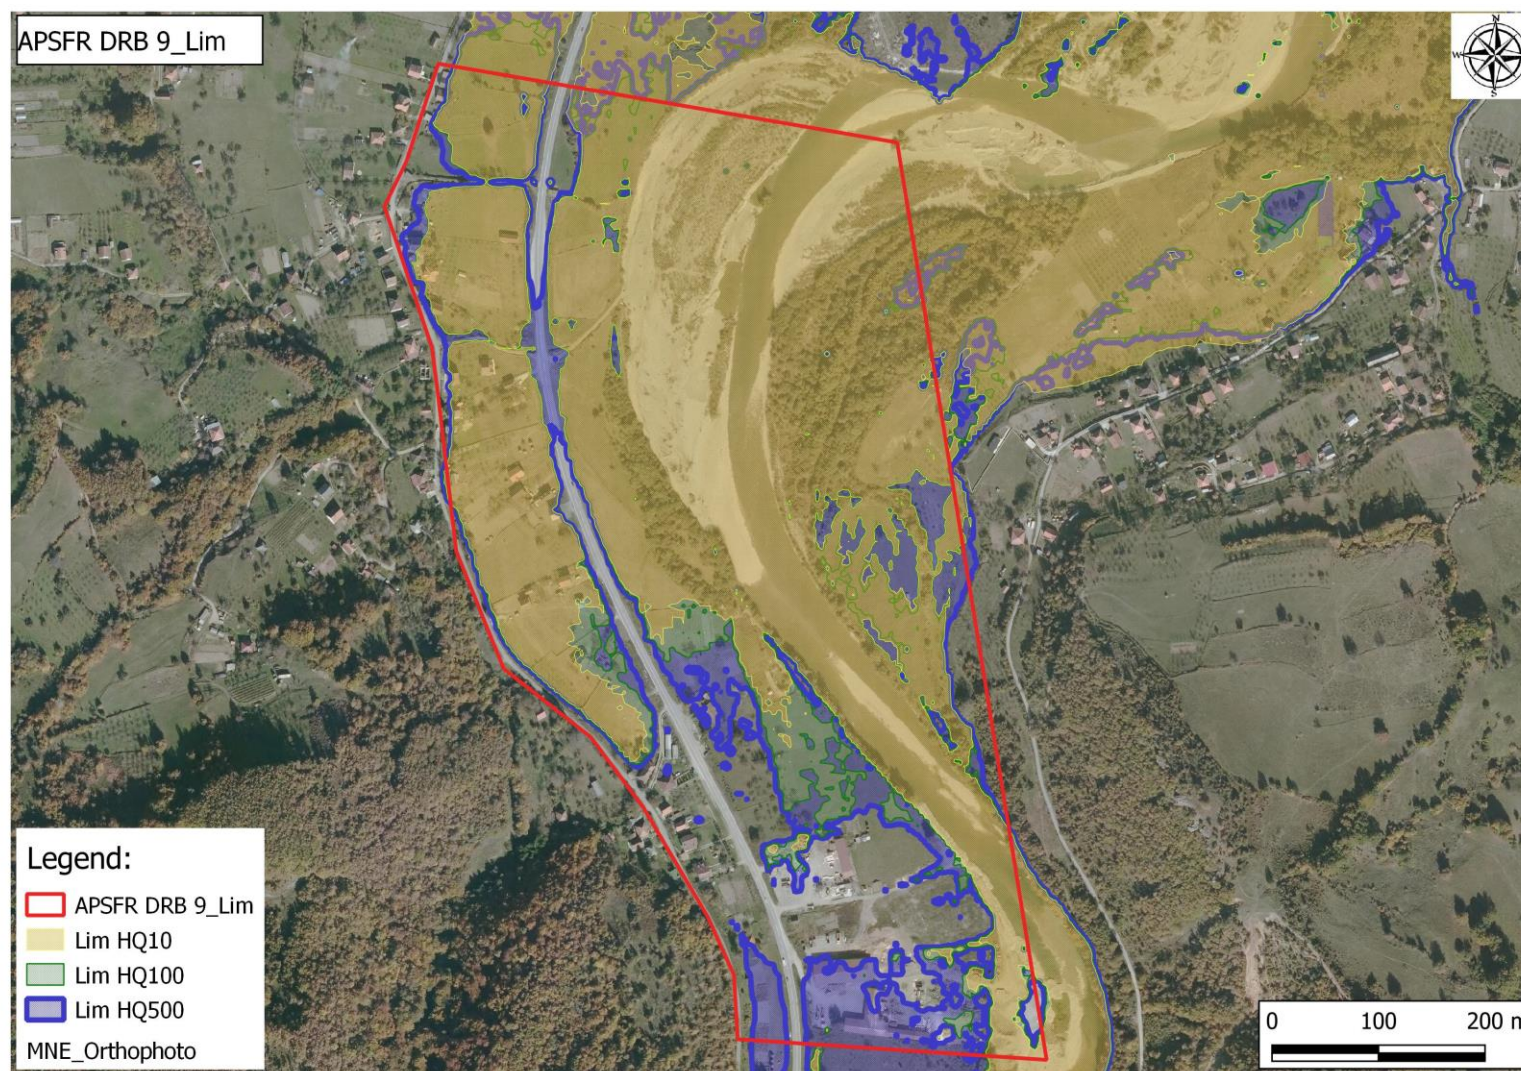 APSFR DRB 9_Lim
N
W
S
Legend:
APSFR DRB 9_Lim
Lim HQ10
Lim HQ100
Lim HQ500
MNE_Orthophoto
0 100 200 m